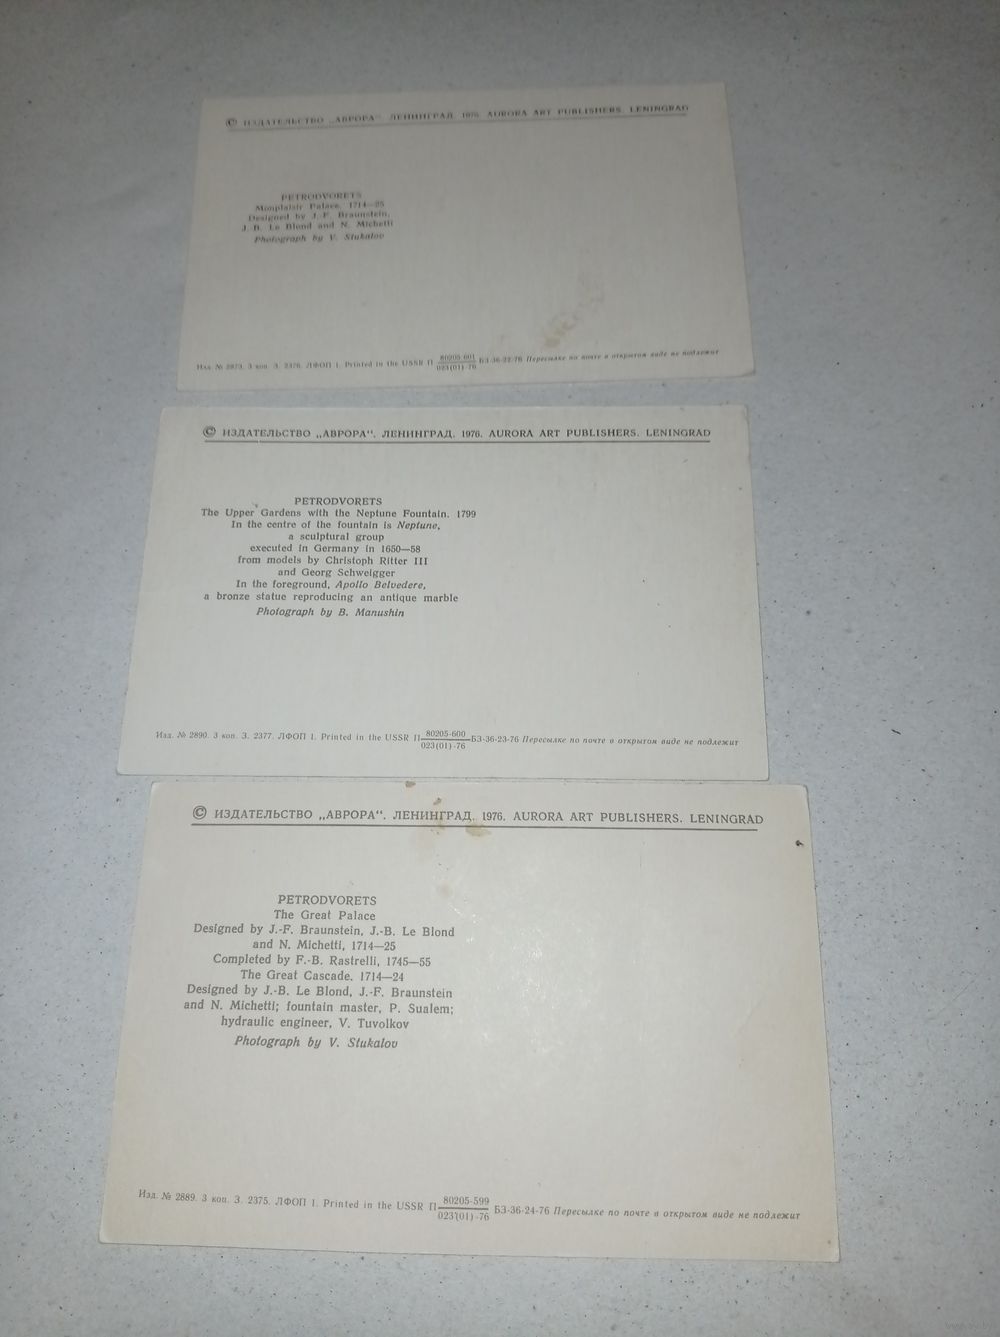 © ИЗДАТЕЛЬСТВО „АВРОРА“. ЛЕНИНГРАД. 1976. AURORA ART PUBLISHERS. LENINGRAD
PETRODVORETS
Monplaisir Palace. 1714—25
Designed by J.-F. Braunstein,
J.-B. Le Blond and N. Michetti
Photograph by V. Stukalov
Изд. № 3 коп. З. 2376. ЛФОП 1. Printed in the USSR П 80205-601
023(01)-76 БЗ-36-22-76 Пересылке по почте в открытом виде не подлежит
© ИЗДАТЕЛЬСТВО „АВРОРА“. ЛЕНИНГРАД. 1976. AURORA ART PUBLISHERS. LENINGRAD
PETRODVORETS
The Upper Gardens with the Neptune Fountain. 1799
In the centre of the fountain is Neptune,
a sculptural group
executed in Germany in 1650—58
from models by Christoph Ritter III
and Georg Schweigger
In the foreground, Apollo Belvedere,
a bronze statue reproducing an antique marble
Photograph by B. Manushin
Изд. № 2890. 3 коп. З. 2377. ЛФОП 1. Printed in the USSR П 80205-600
023(01)-76 БЗ-36-23-76 Пересылке по почте в открытом виде не подлежит
© ИЗДАТЕЛЬСТВО „АВРОРА“. ЛЕНИНГРАД. 1976. AURORA ART PUBLISHERS. LENINGRAD
PETRODVORETS
The Great Palace
Designed by J.-F. Braunstein, J.-B. Le Blond
and N. Michetti, 1714—25
Completed by F.-B. Rastrelli, 1745—55
The Great Cascade. 1714—24
Designed by J.-B. Le Blond, J.-F. Braunstein
and N. Michetti; fountain master, P. Sualem;
hydraulic engineer, V. Tuvolkov
Photograph by V. Stukalov
Изд. № 2889. 3 коп. З. 2375. ЛФОП 1. Printed in the USSR П 80205-599
023(01)-76 БЗ-36-24-76 Пересылке по почте в открытом виде не подлежит